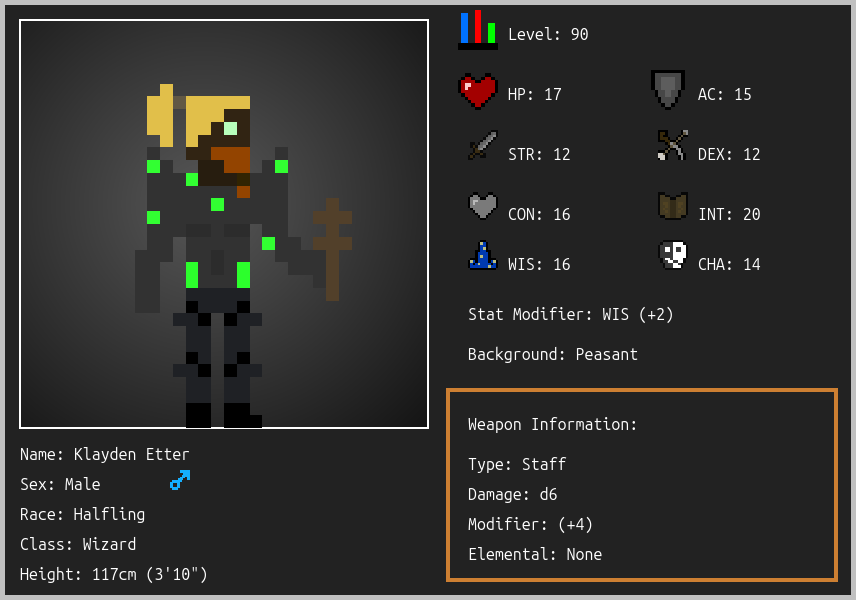 Level: 90
HP: 17
AC: 15
STR: 12
DEX: 12
CON: 16
INT: 20
WIS: 16
CHA: 14
Stat Modifier: WIS (+2)
Background: Peasant
Weapon Information:
Type: Staff
Damage: d6
Modifier: (+4)
Elemental: None
Name: Klayden Etter
Sex: Male
Race: Halfling
Class: Wizard
Height: 117cm (3'10")